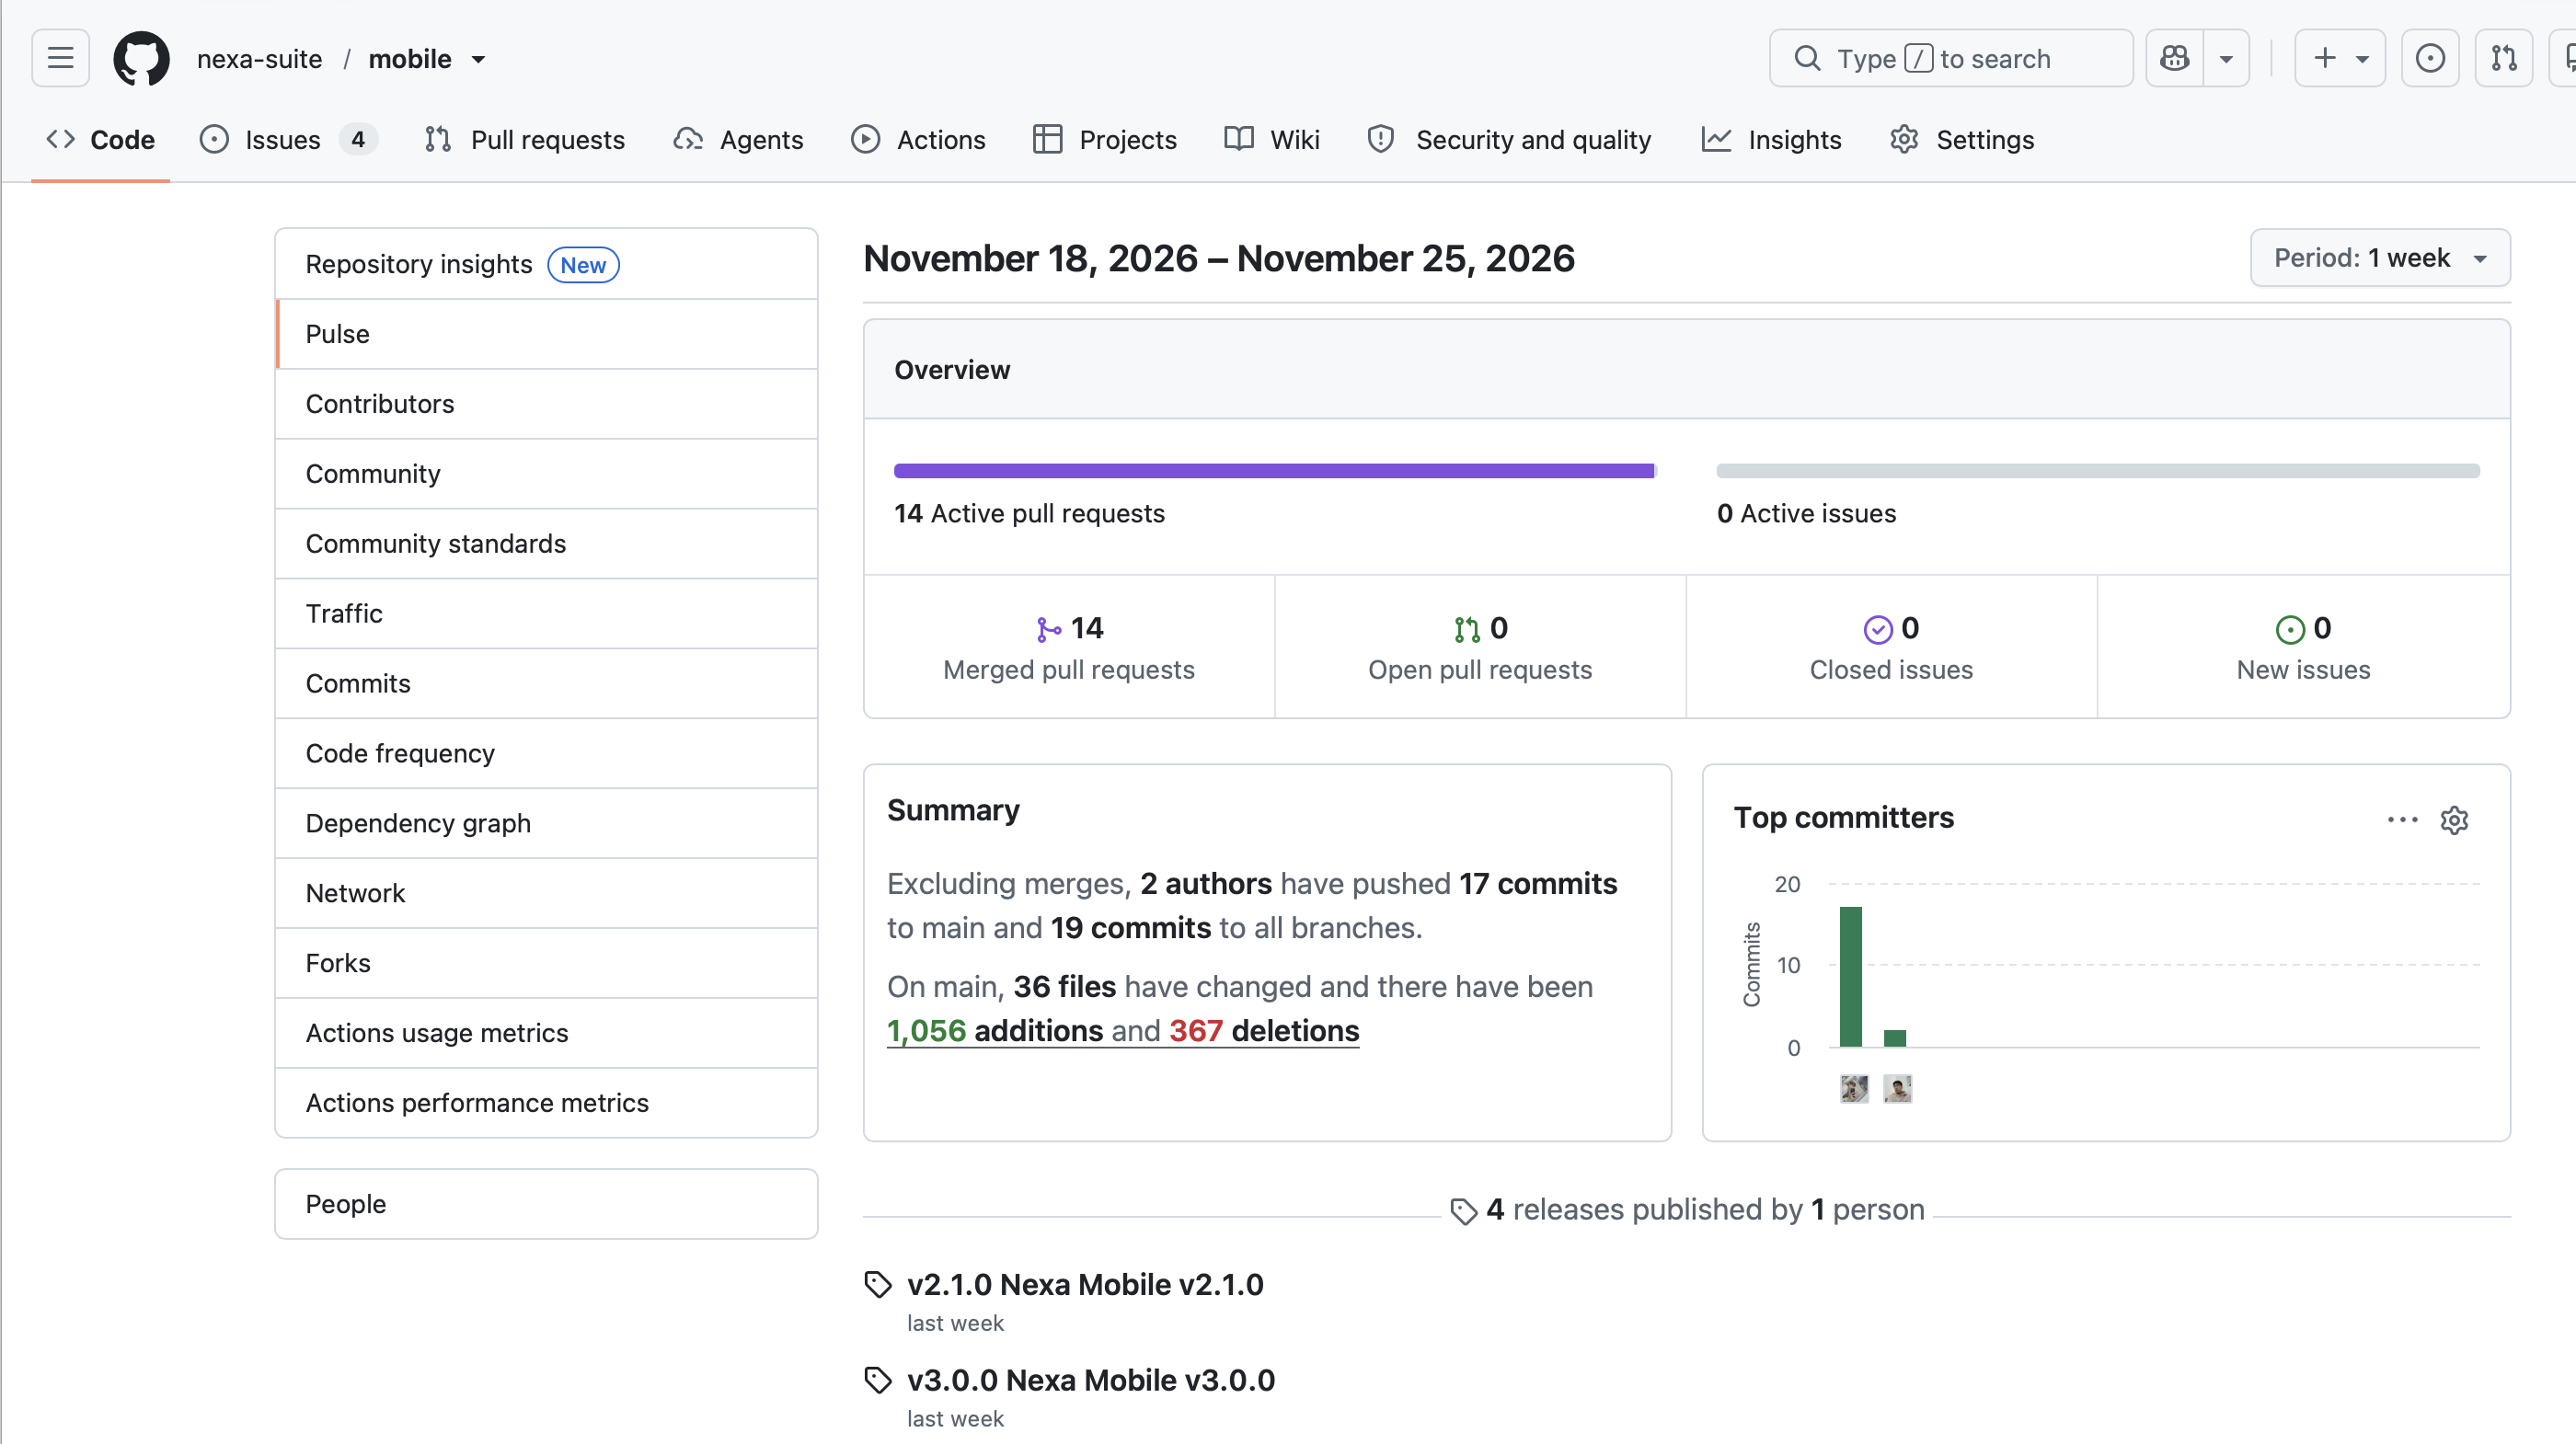 nexa-suite / mobile
Type / to search
Code
Issues 4
Pull requests
Agents
Actions
Projects
Wiki
Security and quality
Insights
Settings
Repository insights New
Pulse
Contributors
Community
Community standards
Traffic
Commits
Code frequency
Dependency graph
Network
Forks
Actions usage metrics
Actions performance metrics
People
November 18, 2026 – November 25, 2026
Period: 1 week
Overview
14 Active pull requests
0 Active issues
14
Merged pull requests
0
Open pull requests
0
Closed issues
0
New issues
Summary
Excluding merges, 2 authors have pushed 17 commits
to main and 19 commits to all branches.
On main, 36 files have changed and there have been
1,056 additions and 367 deletions
Top committers
Commits
20
10
0
4 releases published by 1 person
v2.1.0 Nexa Mobile v2.1.0
last week
v3.0.0 Nexa Mobile v3.0.0
last week